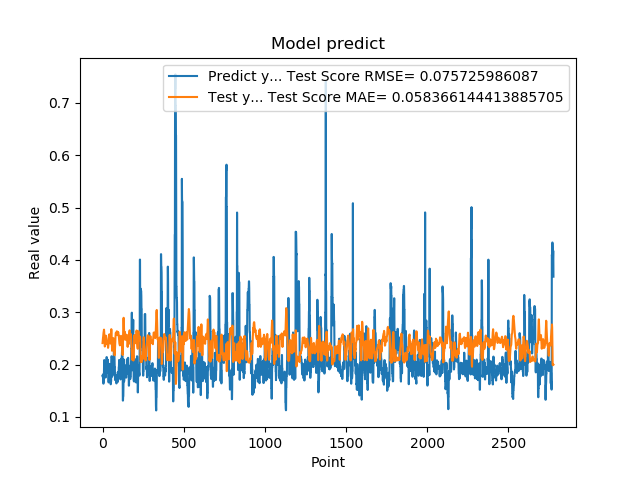 Model predict
Predict y... Test Score RMSE= 0.075725986087
Test y... Test Score MAE= 0.058366144413885705
Real value
0.7
0.6
0.5
0.4
0.3
0.2
0.1
0 500 1000 1500 2000 2500
Point